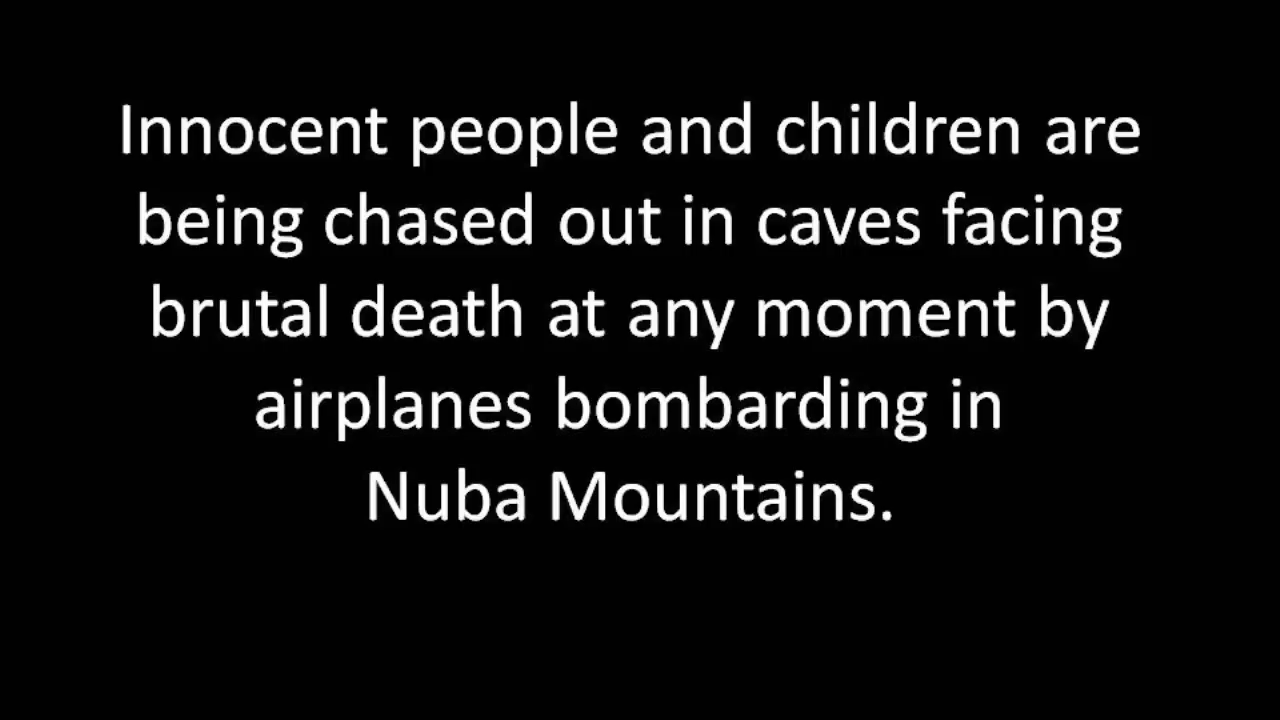 Innocent people and children are
being chased out in caves facing
brutal death at any moment by
airplanes bombarding in
Nuba Mountains.